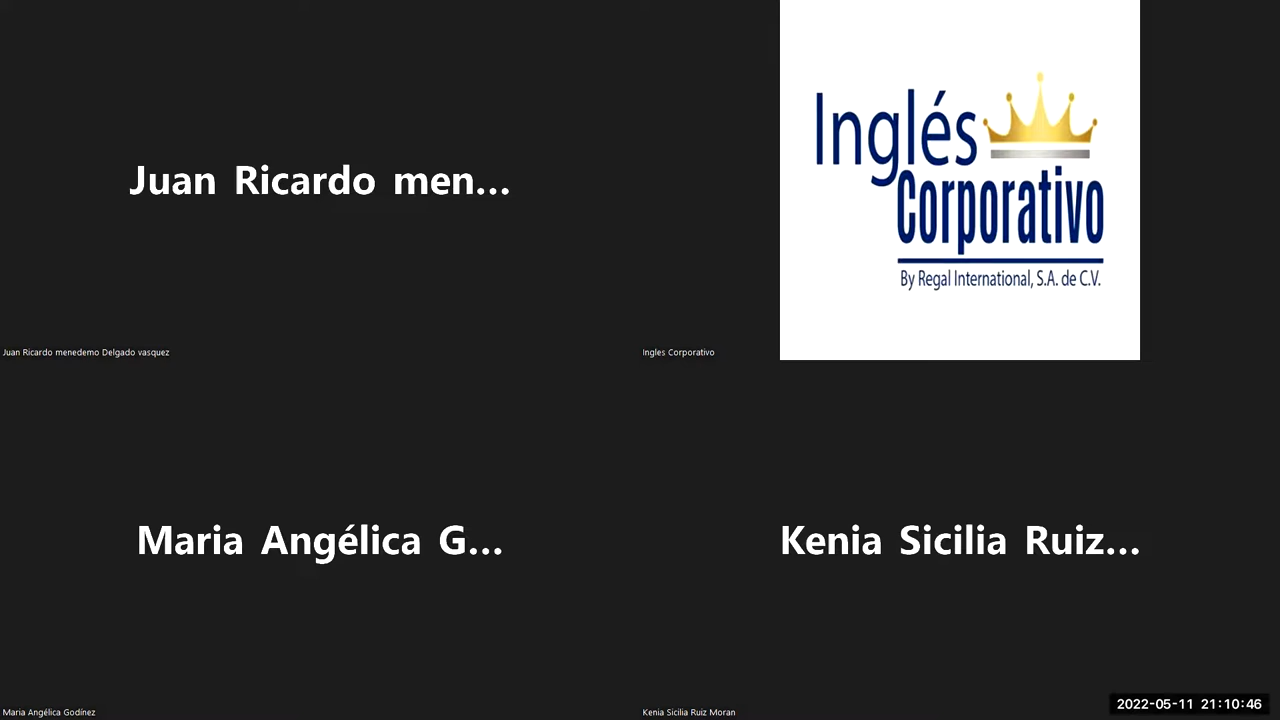 Juan Ricardo men...
Juan Ricardo menedemo Delgado vasquez
Inglés
Corporativo
By Regal International, S.A. de C.V.
Ingles Corporativo
Maria Angélica G...
Maria Angélica Godínez
Kenia Sicilia Ruiz...
Kenia Sicilia Ruiz Moran
2022-05-11 21:10:46